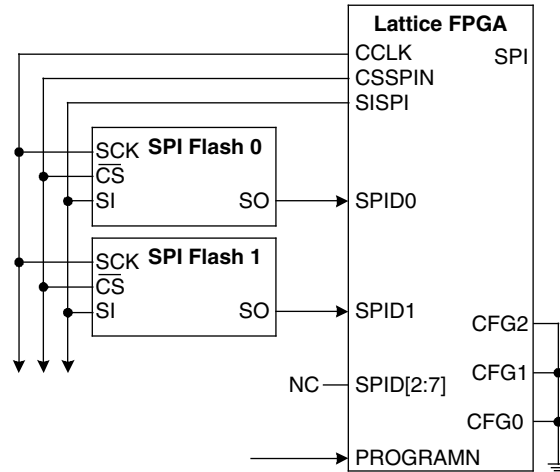 Lattice FPGA
CCLK SPI
CSSPIN
SISPI
SPI Flash 0
SCK
CS
SI SO SPID0
SPI Flash 1
SCK
CS
SI SO SPID1
CFG2
NC SPID[2:7] CFG1
CFG0
PROGRAMN